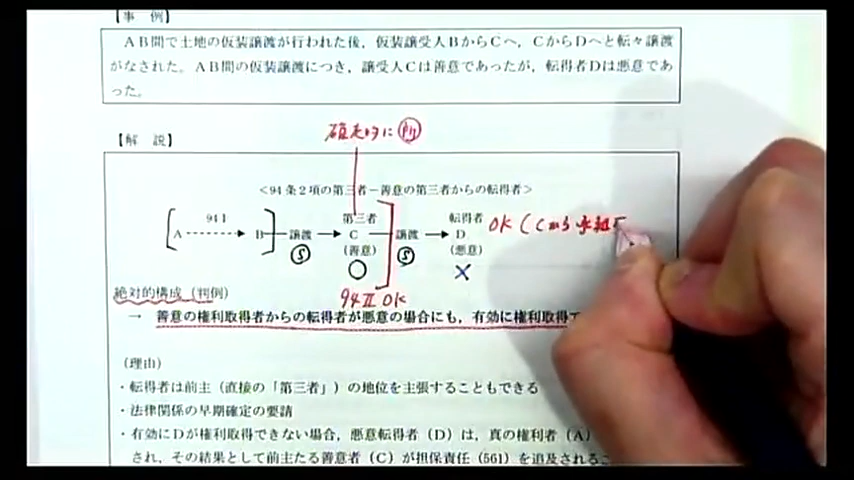 【事 例】
ＡＢ間で土地の仮装譲渡が行われた後，仮装譲受人ＢからＣへ，ＣからＤへと転々譲渡
がなされた。ＡＢ間の仮装譲渡につき，譲受人Ｃは善意であったが，転得者Ｄは悪意であ
った。
【解 説】
確定的に 所
＜94条２項の第三者－善意の第三者からの転得者＞
94Ⅰ 第三者 転得者
A B 譲渡 C 譲渡 D OK (Cから承継
(善意) (悪意)
S ○ S ×
94Ⅱ OK
絶対的構成（判例）
→ 善意の権利取得者からの転得者が悪意の場合にも，有効に権利取得
（理由）
・転得者は前主（直接の「第三者」）の地位を主張することもできる
・法律関係の早期確定の要請
・有効にＤが権利取得できない場合，悪意転得者（Ｄ）は，真の権利者（Ａ）
され，その結果として前主たる善意者（Ｃ）が担保責任（561）を追及される